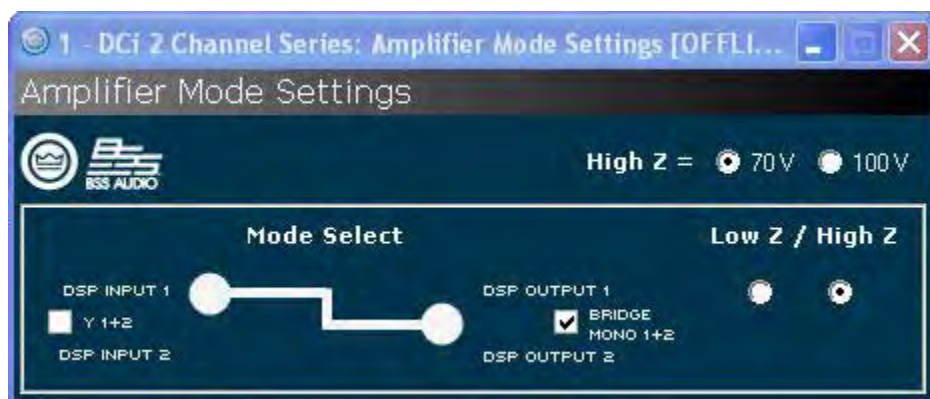 1 - DCi 2 Channel Series: Amplifier Mode Settings [OFFLI...
Amplifier Mode Settings
BSS AUDIO
High Z = 70V 100V
Mode Select
Low Z / High Z
DSP INPUT 1
Y 1+2
DSP INPUT 2
DSP OUTPUT 1
BRIDGE
MONO 1+2
DSP OUTPUT 2